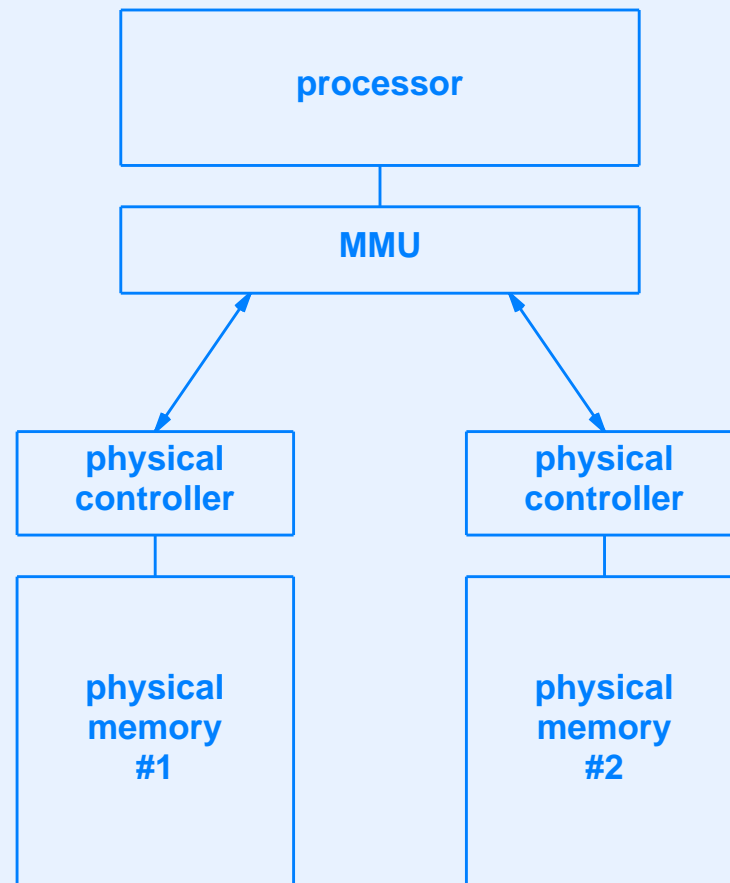 processor
MMU
physical
controller
physical
controller
physical
memory
#1
physical
memory
#2